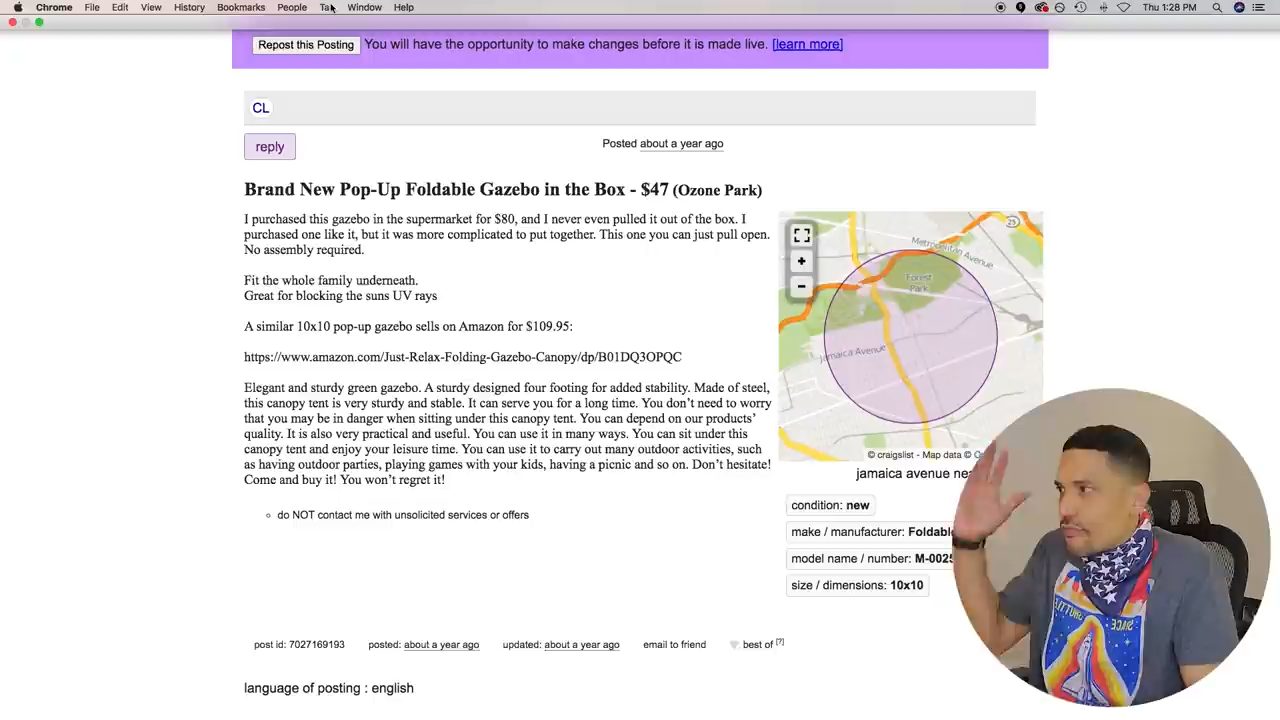 Chrome File Edit View History Bookmarks People Window Help
Thu 1:28 PM
Repost this Posting You will have the opportunity to make changes before it is made live. [learn more]
CL
reply
Posted about a year ago
Brand New Pop-Up Foldable Gazebo in the Box - $47 (Ozone Park)
I purchased this gazebo in the supermarket for $80, and I never even pulled it out of the box. I
purchased one like it, but it was more complicated to put together. This one you can just pull open.
No assembly required.
Fit the whole family underneath.
Great for blocking the suns UV rays
A similar 10x10 pop-up gazebo sells on Amazon for $109.95:
https://www.amazon.com/Just-Relax-Folding-Gazebo-Canopy/dp/B01DQ3OPQC
Elegant and sturdy green gazebo. A sturdy designed four footing for added stability. Made of steel,
this canopy tent is very sturdy and stable. It can serve you for a long time. You don’t need to worry
that you may be in danger when sitting under this canopy tent. You can depend on our products’
quality. It is also very practical and useful. You can use it in many ways. You can sit under this
canopy tent and enjoy your leisure time. You can use it to carry out many outdoor activities, such
as having outdoor parties, playing games with your kids, having a picnic and so on. Don’t hesitate!
Come and buy it! You won’t regret it!
do NOT contact me with unsolicited services or offers
25
Metropolitan Avenue
Forest
Park
Jamaica Avenue
+
-
© craigslist - Map data ©
jamaica avenue
condition: new
make / manufacturer:
model name / number: M-0025
size / dimensions: 10x10
SPACE
SHUTTLE
post id: 7027169193 posted: about a year ago updated: about a year ago email to friend best of [?]
language of posting : english